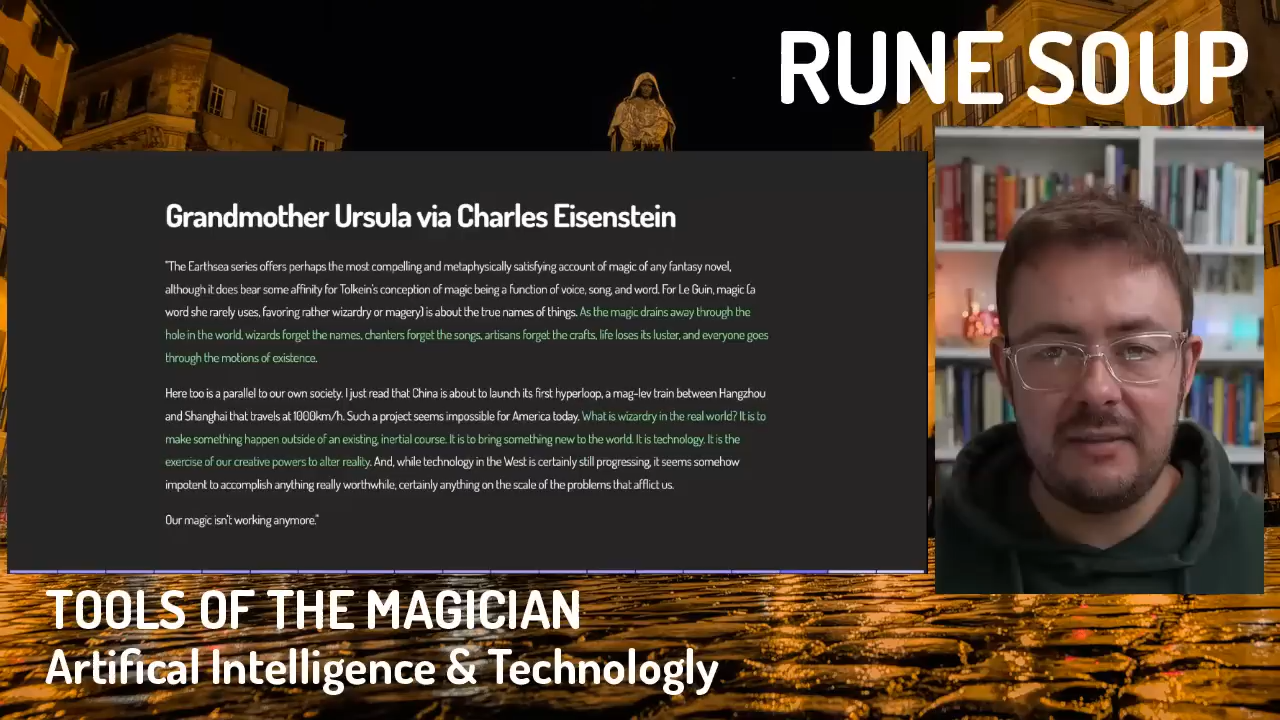 RUNE SOUP
Grandmother Ursula via Charles Eisenstein
"The Earthsea series offers perhaps the most compelling and metaphysically satisfying account of magic of any fantasy novel,
although it does bear some affinity for Tolkein's conception of magic being a function of voice, song, and word. For Le Guin, magic (a
word she rarely uses, favoring rather wizardry or magery) is about the true names of things. As the magic drains away through the
hole in the world, wizards forget the names, chanters forget the songs, artisans forget the crafts, life loses its luster, and everyone goes
through the motions of existence.
Here too is a parallel to our own society. I just read that China is about to launch its first hyperloop, a mag-lev train between Hangzhou
and Shanghai that travels at 1000km/h. Such a project seems impossible for America today. What is wizardry in the real world? It is to
make something happen outside of an existing, inertial course. It is to bring something new to the world. It is technology. It is the
exercise of our creative powers to alter reality. And, while technology in the West is certainly still progressing, it seems somehow
impotent to accomplish anything really worthwhile, certainly anything on the scale of the problems that afflict us.
Our magic isn't working anymore."
TOOLS OF THE MAGICIAN
Artifical Intelligence & Technologly